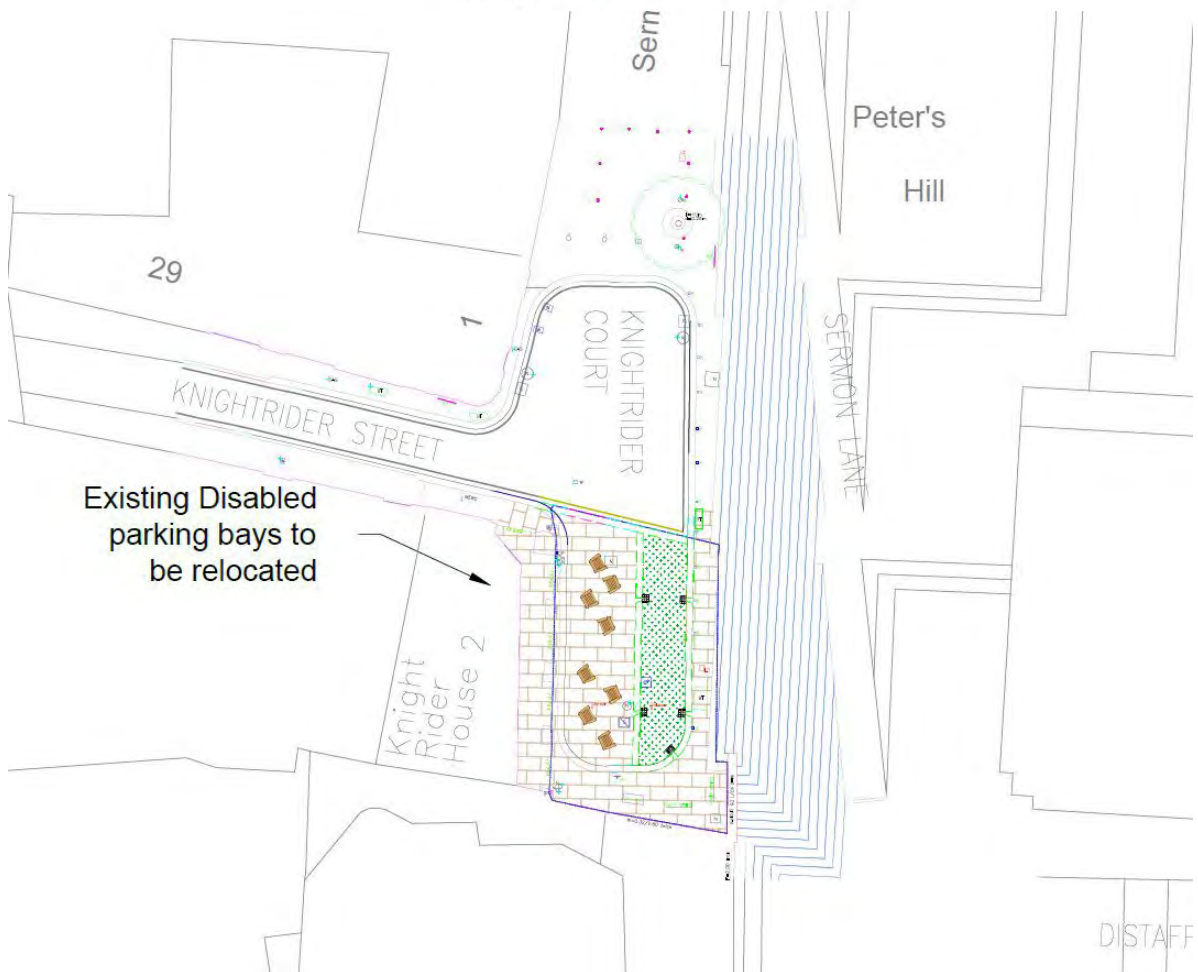 Sern
Peter's
Hill
29
1
KNIGHTRIDER
COURT
SERMON LANE
KNIGHTRIDER STREET
Existing Disabled
parking bays to
be relocated
Knight
Rider
House 2
DISTAFF